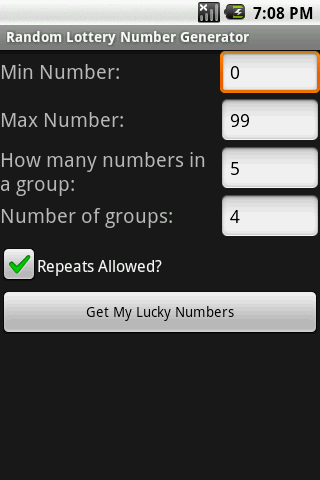 7:08 PM
Random Lottery Number Generator
Min Number:
0
Max Number:
99
How many numbers in
a group:
5
Number of groups:
4
Repeats Allowed?
Get My Lucky Numbers